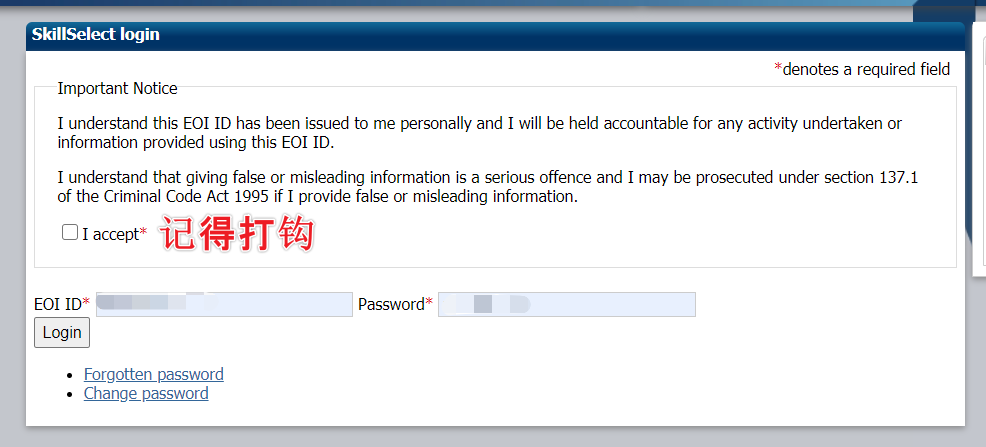 SkillSelect login
*denotes a required field
Important Notice
I understand this EOI ID has been issued to me personally and I will be held accountable for any activity undertaken or
information provided using this EOI ID.
I understand that giving false or misleading information is a serious offence and I may be prosecuted under section 137.1
of the Criminal Code Act 1995 if I provide false or misleading information.
I accept* 记得打钩
EOI ID* Password*
Login
Forgotten password
Change password